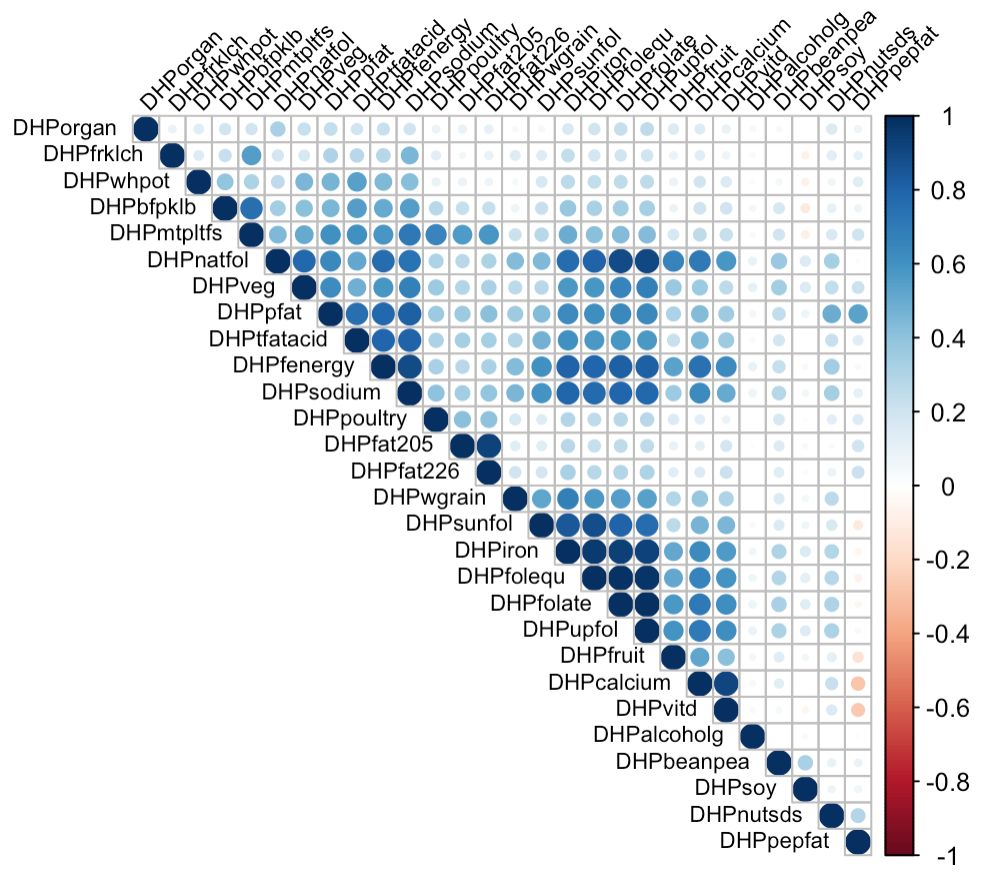 DHPorgan
DHPfrklch
DHPwhpot
DHPbfpklb
DHPmtpltfs
DHPnatfol
DHPveg
DHPpfat
DHPtfatacid
DHPfenergy
DHPsodium
DHPpoultry
DHPfat205
DHPfat226
DHPwgrain
DHPsunfol
DHPiron
DHPfolequ
DHPfolate
DHPupfol
DHPfruit
DHPcalcium
DHPvitd
DHPalcoholg
DHPbeanpea
DHPsoy
DHPnutsds
DHPpepfat
DHPorgan
DHPfrklch
DHPwhpot
DHPbfpklb
DHPmtpltfs
DHPnatfol
DHPveg
DHPpfat
DHPtfatacid
DHPfenergy
DHPsodium
DHPpoultry
DHPfat205
DHPfat226
DHPwgrain
DHPsunfol
DHPiron
DHPfolequ
DHPfolate
DHPupfol
DHPfruit
DHPcalcium
DHPvitd
DHPalcoholg
DHPbeanpea
DHPsoy
DHPnutsds
DHPpepfat
1
0.8
0.6
0.4
0.2
0
-0.2
-0.4
-0.6
-0.8
-1